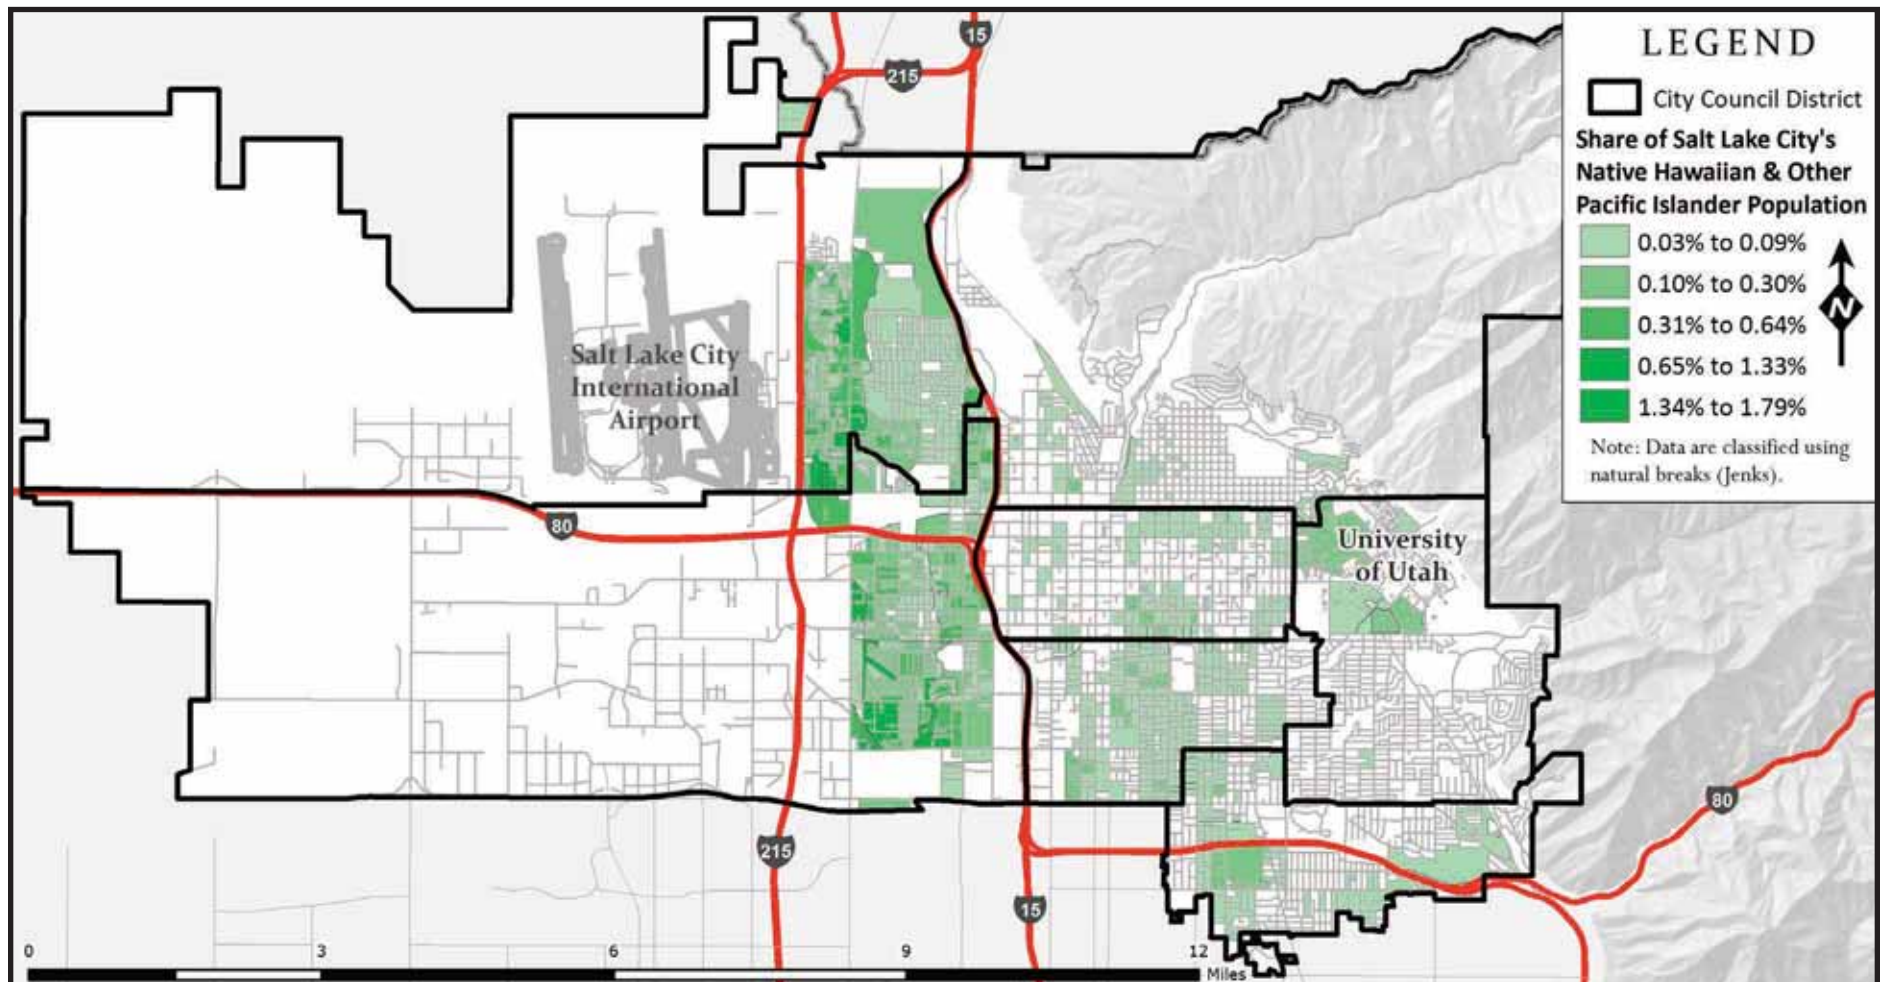 LEGEND
City Council District
Share of Salt Lake City's
Native Hawaiian & Other
Pacific Islander Population
0.03% to 0.09%
0.10% to 0.30%
0.31% to 0.64%
0.65% to 1.33%
1.34% to 1.79%
N
Note: Data are classified using
natural breaks (Jenks).
15
215
Salt Lake City
International
Airport
80
University
of Utah
80
215
15
0 3 6 9 12
Miles